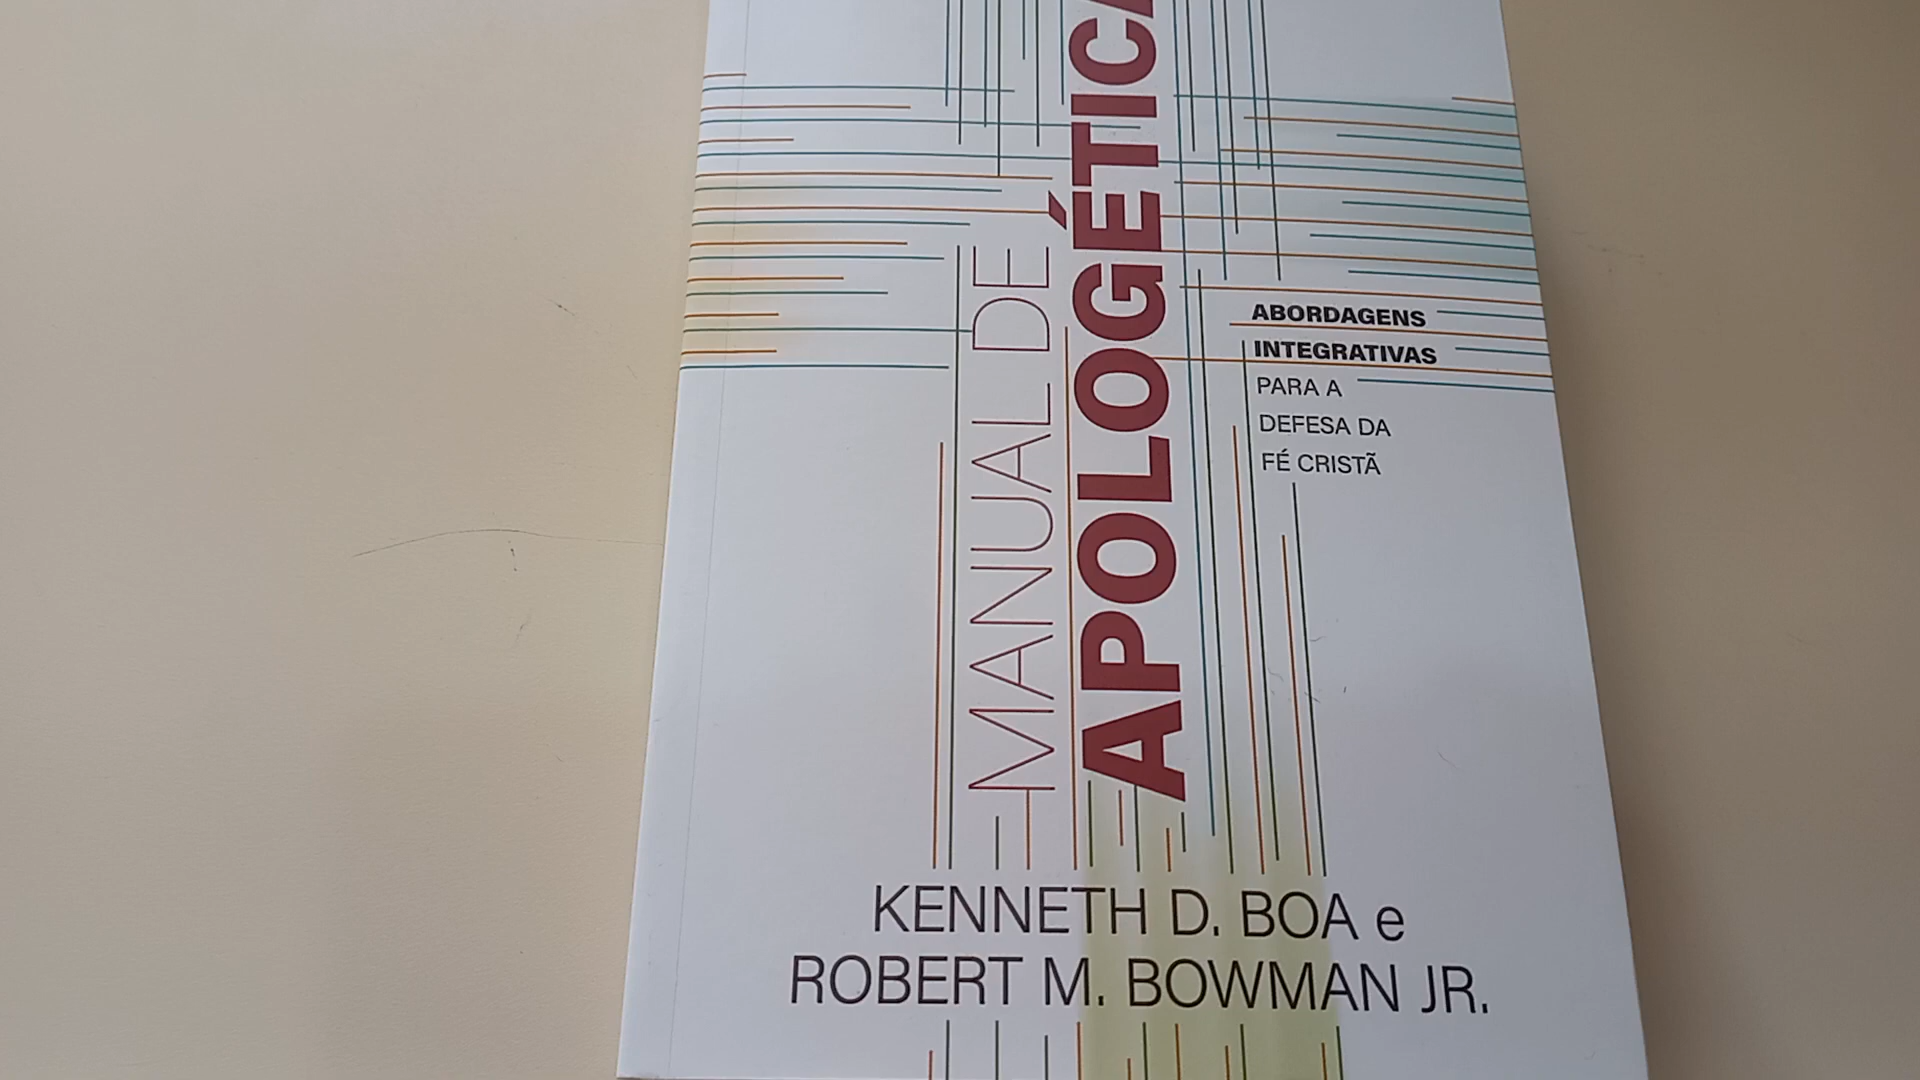 MANUAL DE
APOLOGÉTICA
ABORDAGENS
INTEGRATIVAS
PARA A
DEFESA DA
FÉ CRISTÃ
KENNETH D. BOA e
ROBERT M. BOWMAN JR.